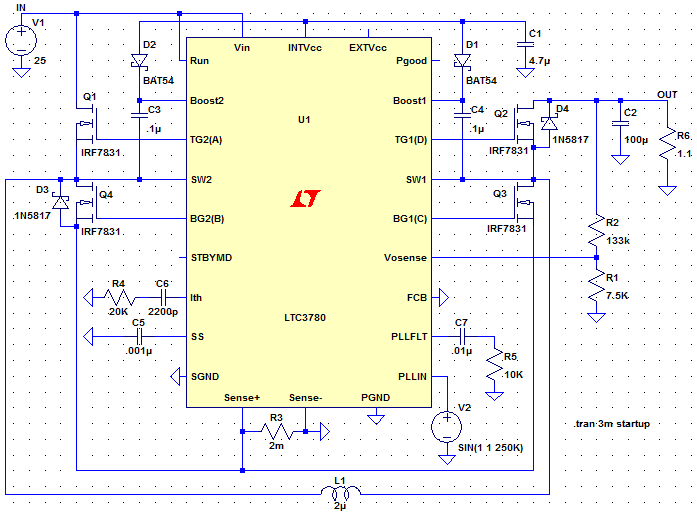 IN
V1
25
D2
BAT54
C3
.1µ
Q1
IRF7831
D3
1N5817
Q4
IRF7831
R4
20K
C6
2200p
C5
.001µ
Vin
INTVcc
EXTVcc
Run
Pgood
Boost2
Boost1
U1
TG2(A)
TG1(D)
SW2
SW1
BG2(B)
BG1(C)
STBYMD
Vosense
Ith
FCB
LTC3780
SS
PLLFLT
SGND
PLLIN
Sense+
Sense-
PGND
D1
BAT54
C1
4.7µ
C4
.1µ
Q2
IRF7831
D4
1N5817
OUT
C2
100µ
R6
1.1
Q3
IRF7831
R2
133k
R1
7.5K
C7
.01µ
R5
10K
R3
2m
V2
SIN(1 1 250K)
.tran 3m startup
L1
2µ